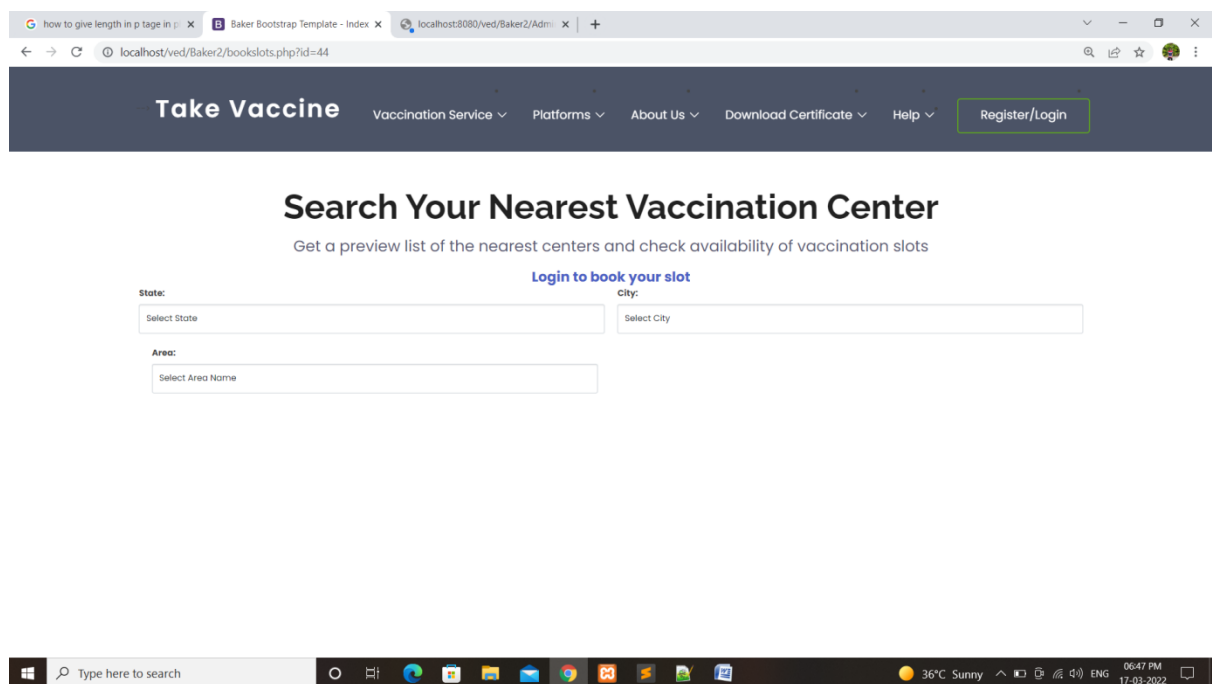 how to give length in p tage in p
Baker Bootstrap Template - Index
localhost:8080/ved/Baker2/Admi
localhost/ved/Baker2/bookslots.php?id=44
Take Vaccine
Vaccination Service
Platforms
About Us
Download Certificate
Help
Register/Login
Search Your Nearest Vaccination Center
Get a preview list of the nearest centers and check availability of vaccination slots
Login to book your slot
State:
City:
Select State
Select City
Area:
Select Area Name
Type here to search
36°C Sunny
ENG
06:47 PM
17-03-2022